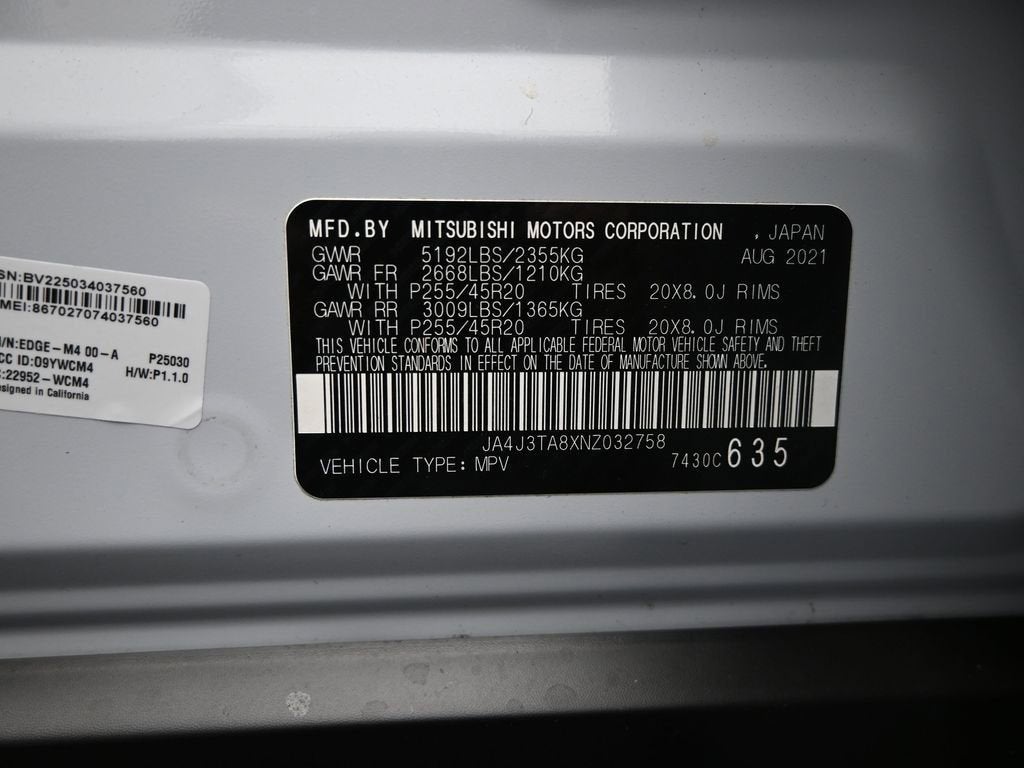 MFD.BY MITSUBISHI MOTORS CORPORATION , JAPAN
GVWR 5192LBS/2355KG AUG 2021
GAWR FR 2668LBS/1210KG
WITH P255/45R20 TIRES 20X8.0J RIMS
GAWR RR 3009LBS/1365KG
WITH P255/45R20 TIRES 20X8.0J RIMS
THIS VEHICLE CONFORMS TO ALL APPLICABLE FEDERAL MOTOR VEHICLE SAFETY AND THEFT
PREVENTION STANDARDS IN EFFECT ON THE DATE OF MANUFACTURE SHOWN ABOVE.
JA4J3TA8XNZ032758
VEHICLE TYPE: MPV 7430C 635
SN:BV225034037560
MEI:867027074037560
/N:EDGE-M4 00-A P25030
CC ID:O9YWCM4 H/W:P1.1.0
:22952-WCM4
esigned in California